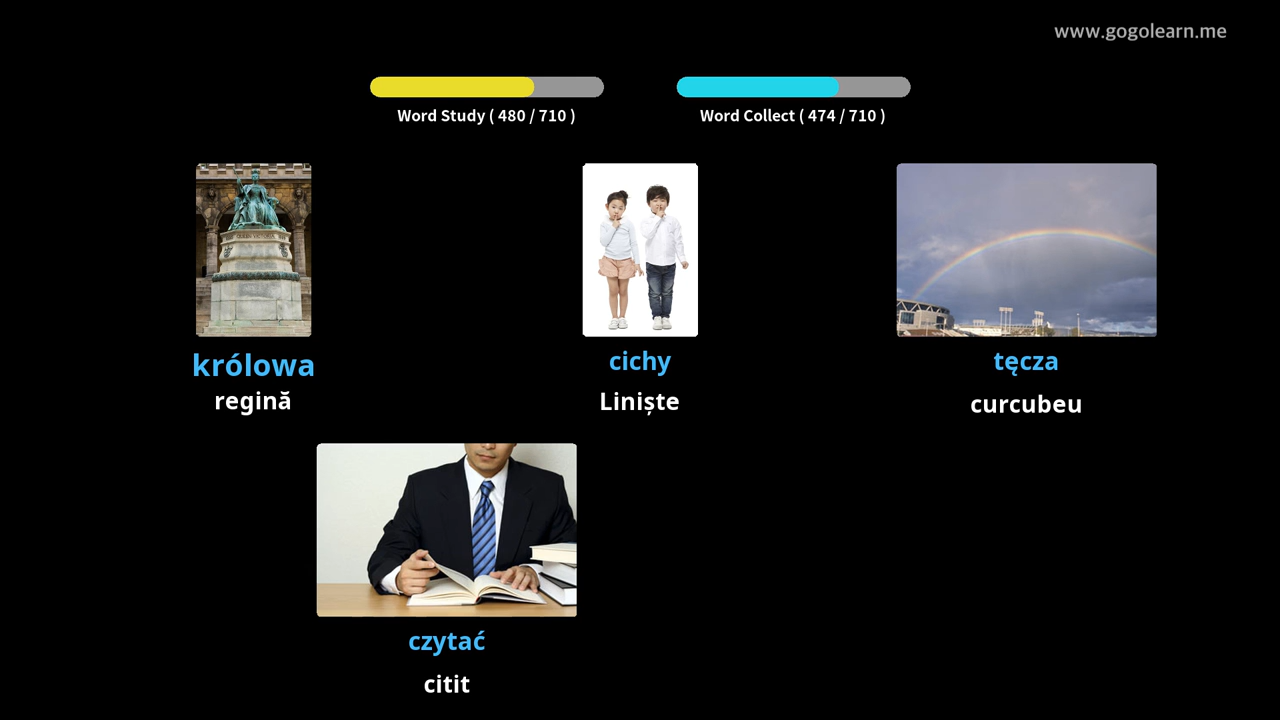 www.gogolearn.me
Word Study ( 480 / 710 )
Word Collect ( 474 / 710 )
królowa
regină
cichy
Liniște
tęcza
curcubeu
czytać
citit